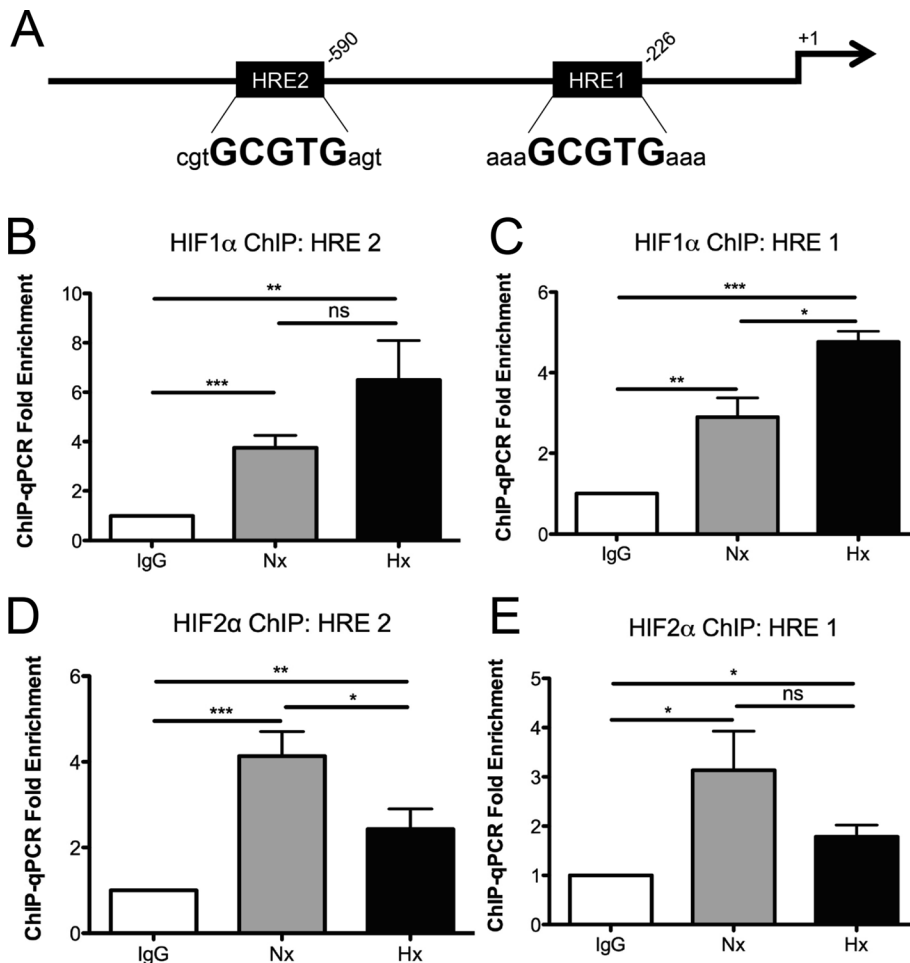 A
-590
-226
+1
HRE2
HRE1
cgtGCGTGagt
aaaGCGTGaaa
B
HIF1α ChIP: HRE 2
ChIP-qPCR Fold Enrichment
10
8
6
4
2
0
**
ns
***
IgG
Nx
Hx
C
HIF1α ChIP: HRE 1
ChIP-qPCR Fold Enrichment
6
4
2
0
***
*
**
IgG
Nx
Hx
D
HIF2α ChIP: HRE 2
ChIP-qPCR Fold Enrichment
6
4
2
0
**
*
***
IgG
Nx
Hx
E
HIF2α ChIP: HRE 1
ChIP-qPCR Fold Enrichment
5
4
3
2
1
0
*
ns
*
IgG
Nx
Hx